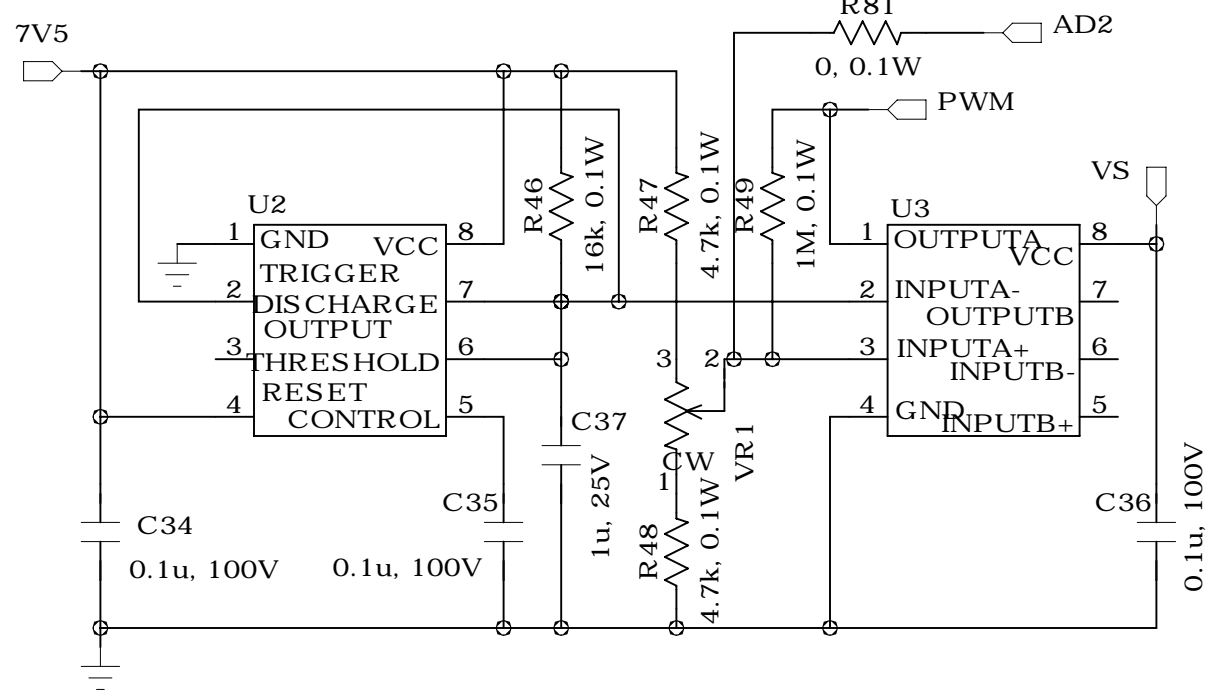 R81
7V5
AD2
0, 0.1W
PWM
R46
16k, 0.1W
R47
4.7k, 0.1W
R49
1M, 0.1W
VS
U2
1 GND VCC 8
TRIGGER
2 DISCHARGE 7
OUTPUT
3 THRESHOLD 6
RESET
4 CONTROL 5
U3
1 OUTPUTA 8
VCC
2 INPUTA- 7
OUTPUTB
3 INPUTA+ 6
INPUTB-
4 GND 5
INPUTB+
3 2
CW
1
VR1
C37
1u, 25V
R48
4.7k, 0.1W
C34
0.1u, 100V
C35
0.1u, 100V
C36
0.1u, 100V